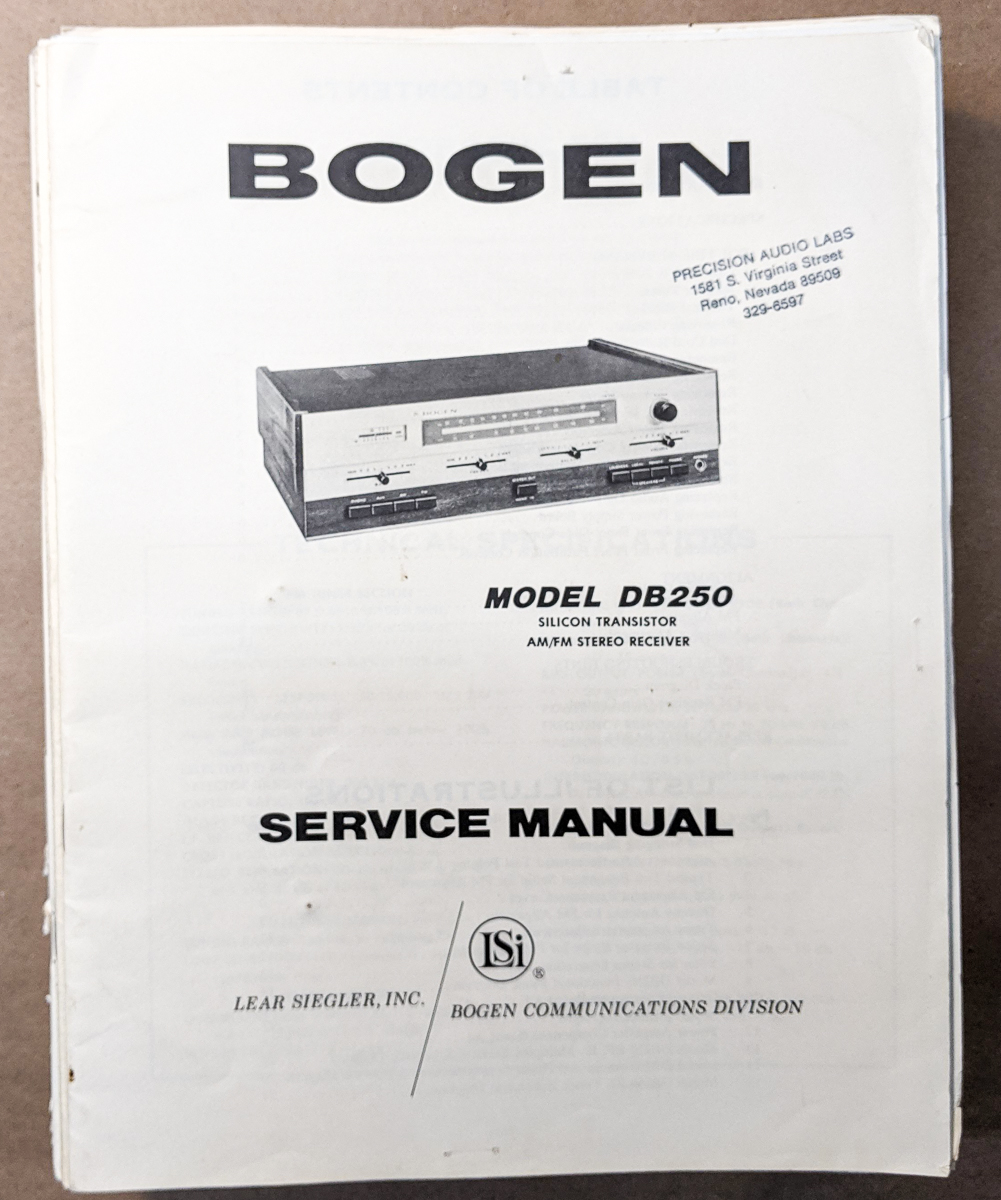 BOGEN
PRECISION AUDIO LABS
1581 S. Virginia Street
Reno, Nevada 89509
329-6597
BOGEN
MODEL DB250
SILICON TRANSISTOR
AM/FM STEREO RECEIVER
SERVICE MANUAL
LSi ®
LEAR SIEGLER, INC.
BOGEN COMMUNICATIONS DIVISION